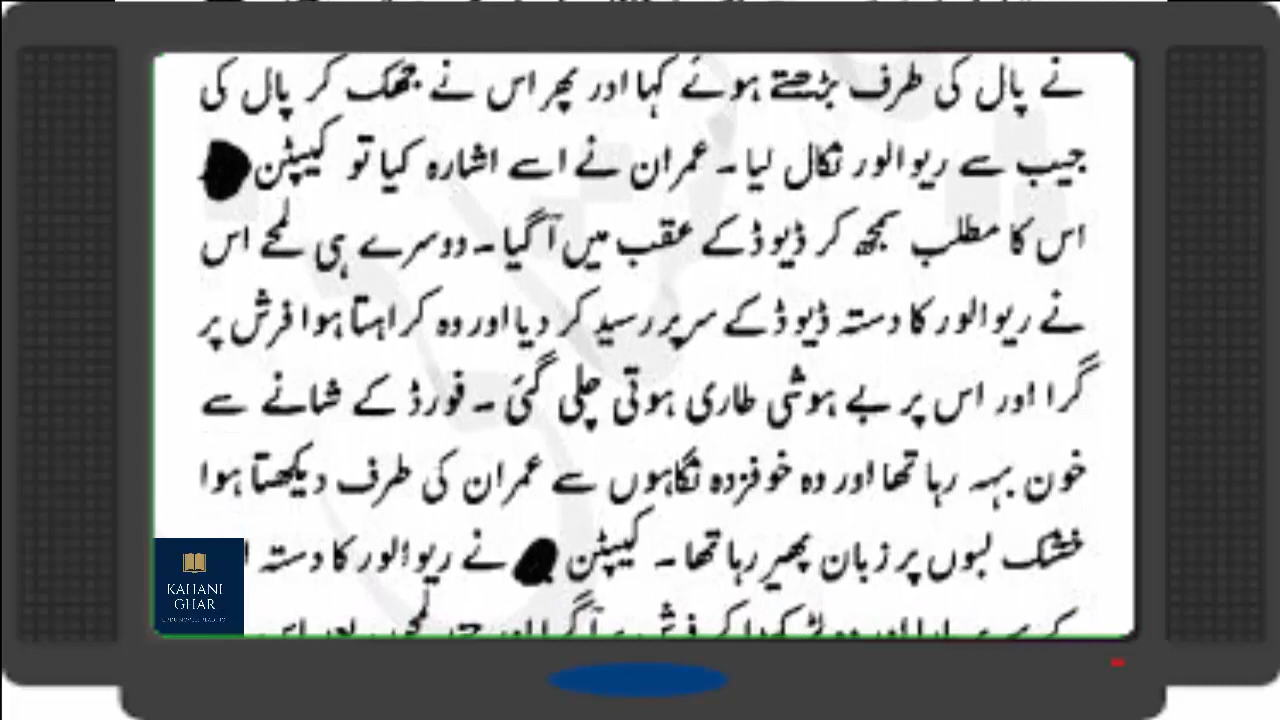 نے پال کی طرف بڑھتے ہوئے کہا اور پھر اس نے جھک کر پال کی
جیب سے ریوالور نکال لیا۔ عمران نے اسے اشارہ کیا تو کیپٹن
اس کا مطلب سمجھ کر ڈیوڈ کے عقب میں آ گیا۔ دوسرے ہی لمحے اس
نے ریوالور کا دستہ ڈیوڈ کے سر پر رسید کر دیا اور وہ کراہتا ہوا فرش پر
گرا اور اس پر بے ہوشی طاری ہوتی چلی گئی۔ فورڈ کے شانے سے
خون بہہ رہا تھا اور وہ خوفزدہ نگاہوں سے عمران کی طرف دیکھتا ہوا
خشک لبوں پر زبان پھیر رہا تھا۔ کیپٹن نے ریوالور کا دستہ
KAHANI
GHAR